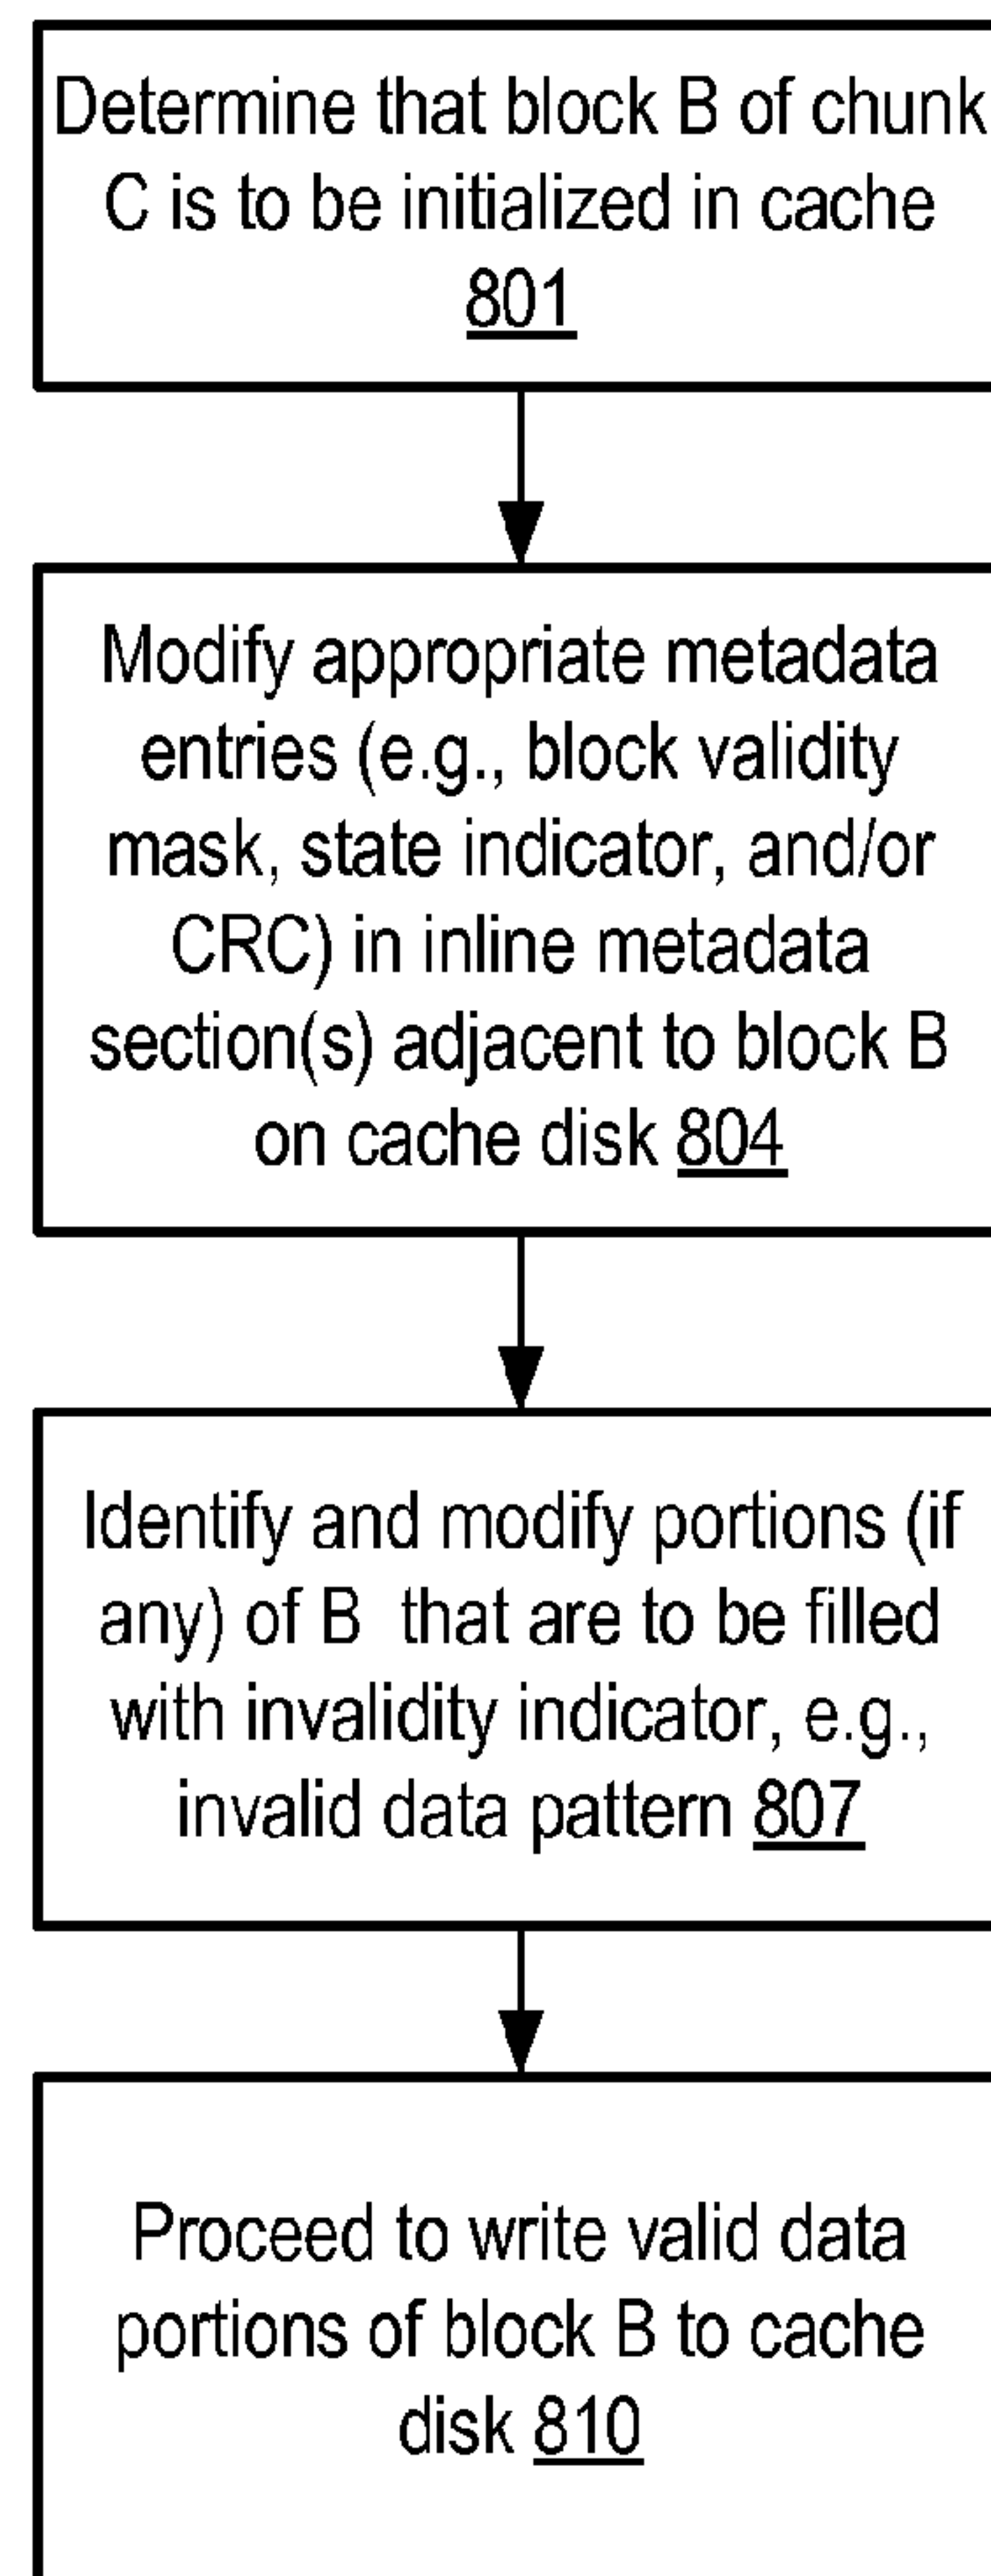 Determine that block B of chunk
C is to be initialized in cache
801
Modify appropriate metadata
entries (e.g., block validity
mask, state indicator, and/or
CRC) in inline metadata
section(s) adjacent to block B
on cache disk 804
Identify and modify portions (if
any) of B  that are to be filled
with invalidity indicator, e.g.,
invalid data pattern 807
Proceed to write valid data
portions of block B to cache
disk 810